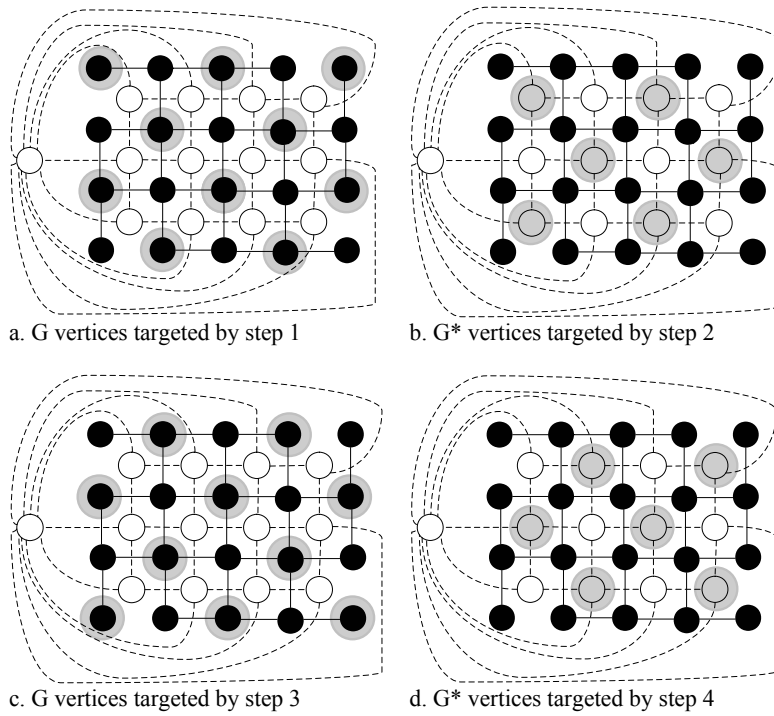 a. G vertices targeted by step 1
b. G* vertices targeted by step 2
c. G vertices targeted by step 3
d. G* vertices targeted by step 4